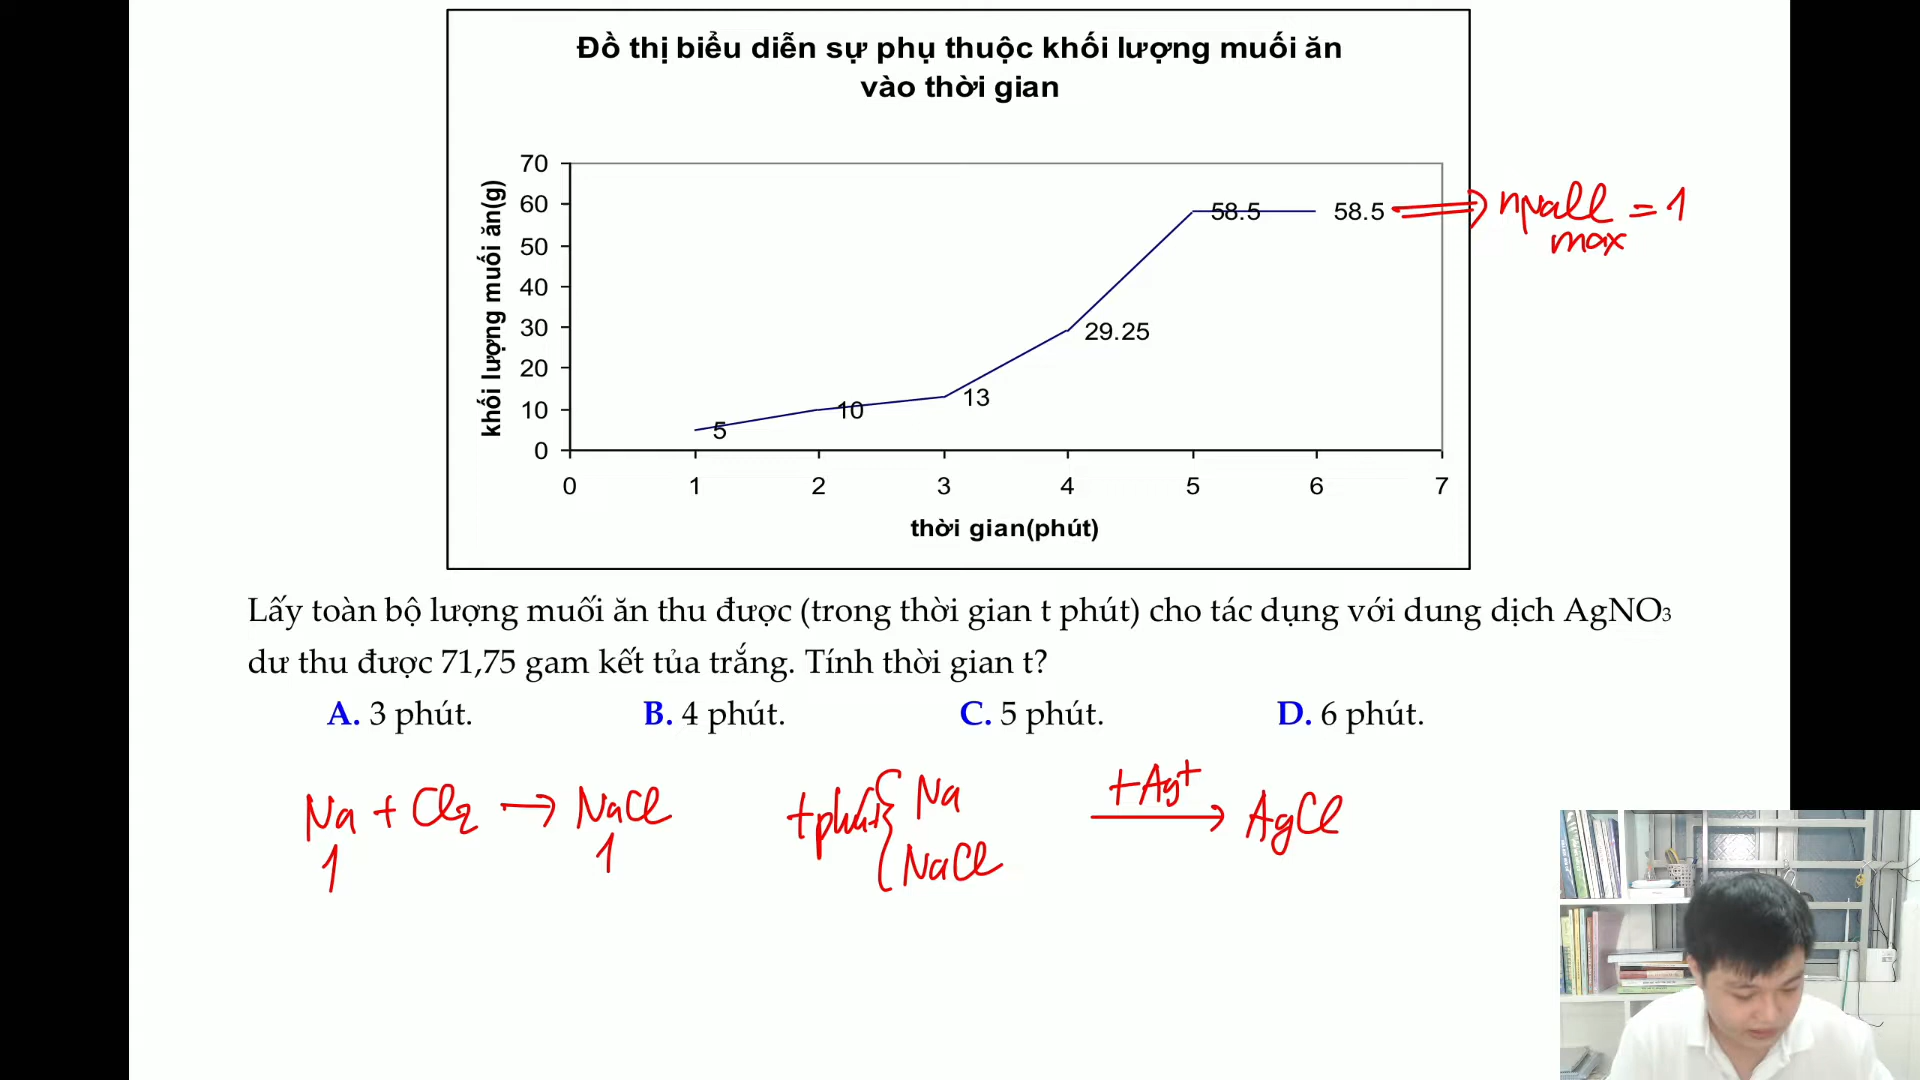 Đồ thị biểu diễn sự phụ thuộc khối lượng muối ăn
vào thời gian
khối lượng muối ăn(g)
70
60
50
40
30
20
10
0
5
10
13
29.25
58.5
58.5
⟹ nNaCl = 1
max
0 1 2 3 4 5 6 7
thời gian(phút)
Lấy toàn bộ lượng muối ăn thu được (trong thời gian t phút) cho tác dụng với dung dịch AgNO₃
dư thu được 71,75 gam kết tủa trắng. Tính thời gian t?
A. 3 phút. B. 4 phút. C. 5 phút. D. 6 phút.
Na + Cl₂ → NaCl
1 1
t phút { Na
NaCl
+Ag⁺
→ AgCl